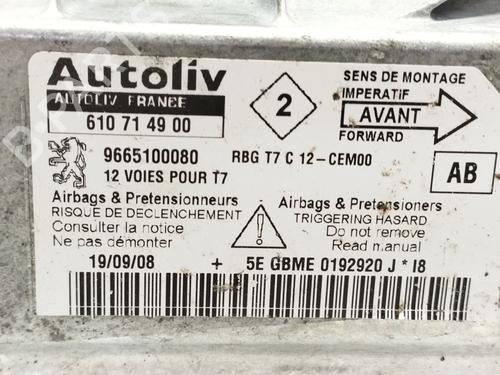 Autoliv
AUTOLIV FRANCE
610 71 49 00
2
SENS DE MONTAGE
IMPERATIF
AVANT
FORWARD
9665100080
RBG T7 C 12-CEM00
12 VOIES POUR T7
AB
Airbags & Pretensionneurs
RISQUE DE DECLENCHEMENT
Consulter la notice
Ne pas démonter
!
Airbags & Pretensioners
TRIGGERING HASARD
Do not remove
Read manual
19/09/08 + 5E GBME 0192920 J * I8